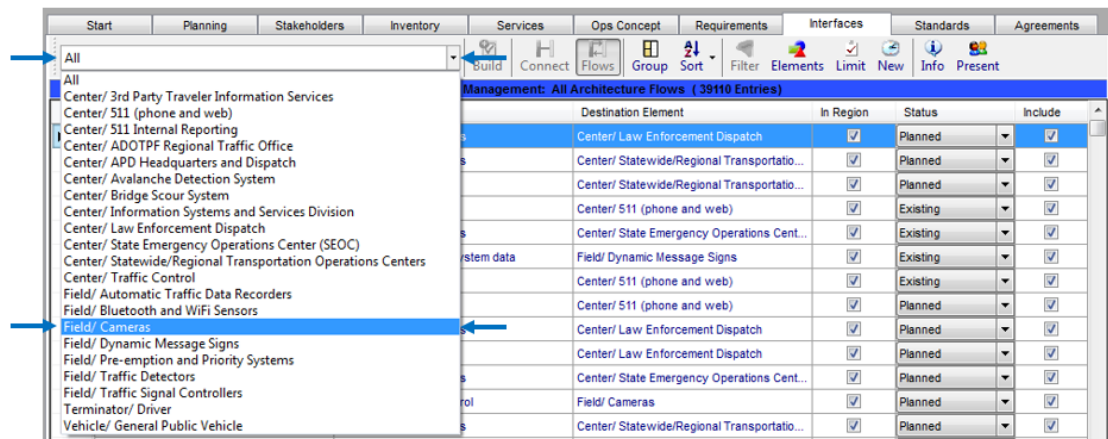 Start Planning Stakeholders Inventory Services Ops Concept Requirements Interfaces Standards Agreements
All
Build Connect Flows Group Sort Filter Elements Limit New Info Present
Management: All Architecture Flows ( 39110 Entries)
All
Center/ 3rd Party Traveler Information Services
Center/ 511 (phone and web)
Center/ 511 Internal Reporting
Center/ ADOTPF Regional Traffic Office
Center/ APD Headquarters and Dispatch
Center/ Avalanche Detection System
Center/ Bridge Scour System
Center/ Information Systems and Services Division
Center/ Law Enforcement Dispatch
Center/ State Emergency Operations Center (SEOC)
Center/ Statewide/Regional Transportation Operations Centers
Center/ Traffic Control
Field/ Automatic Traffic Data Recorders
Field/ Bluetooth and WiFi Sensors
Field/ Cameras
Field/ Dynamic Message Signs
Field/ Pre-emption and Priority Systems
Field/ Traffic Detectors
Field/ Traffic Signal Controllers
Terminator/ Driver
Vehicle/ General Public Vehicle
Destination Element In Region Status Include
s Center/ Law Enforcement Dispatch Planned
s Center/ Statewide/Regional Transportatio... Planned
Center/ Statewide/Regional Transportatio... Planned
Center/ 511 (phone and web) Existing
s Center/ State Emergency Operations Cent... Existing
stem data Field/ Dynamic Message Signs Planned
Center/ 511 (phone and web) Existing
Center/ 511 (phone and web) Planned
s Center/ Law Enforcement Dispatch Planned
Center/ Law Enforcement Dispatch Planned
s Center/ State Emergency Operations Cent... Planned
rol Field/ Cameras Planned
s Center/ Statewide/Regional Transportatio... Planned